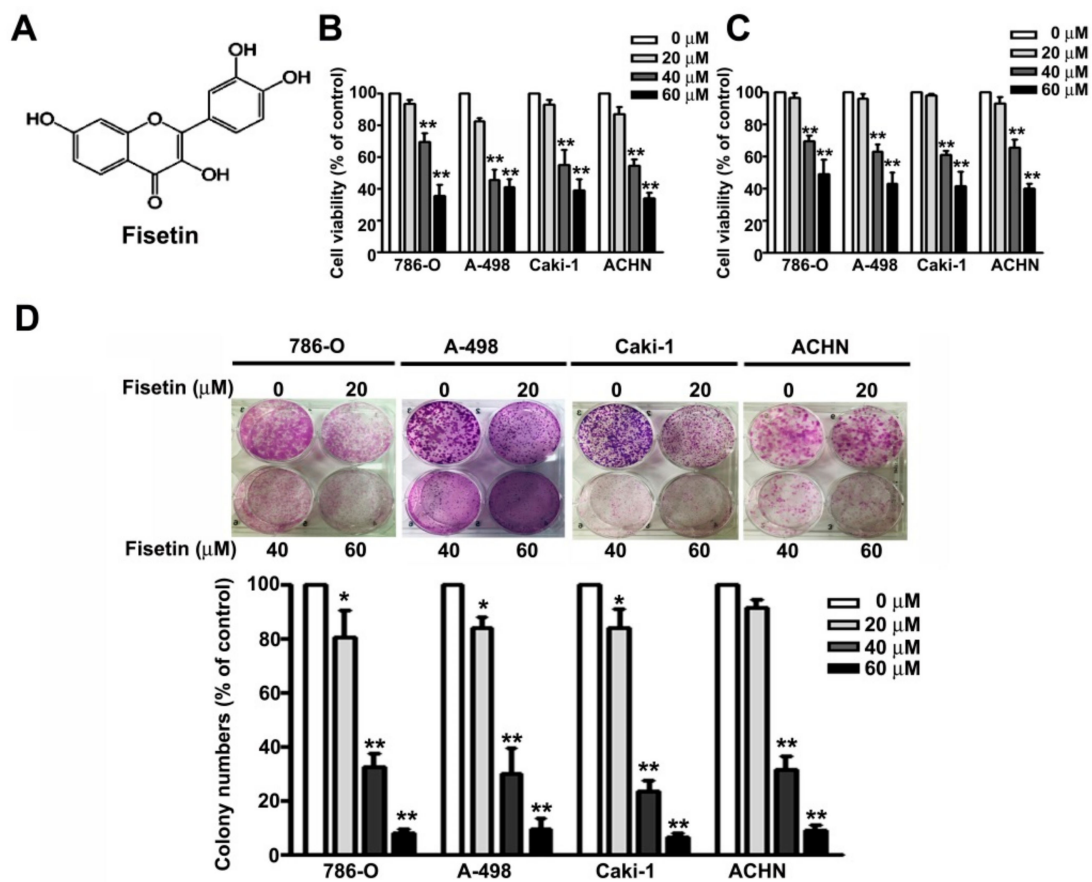 A
OH
OH
HO
O
OH
O
Fisetin
B
0 μM
20 μM
40 μM
60 μM
Cell viability (% of control)
100
80
60
40
20
0
**
**
**
**
**
**
**
**
786-O A-498 Caki-1 ACHN
C
0 μM
20 μM
40 μM
60 μM
Cell viability (% of control)
100
80
60
40
20
0
**
**
**
**
**
**
**
**
786-O A-498 Caki-1 ACHN
D
786-O A-498 Caki-1 ACHN
Fisetin (μM) 0 20 0 20 0 20 0 20
Fisetin (μM) 40 60 40 60 40 60 40 60
Colony numbers (% of control)
100
80
60
40
20
0
*
**
**
*
**
**
*
**
**
**
**
0 μM
20 μM
40 μM
60 μM
786-O A-498 Caki-1 ACHN